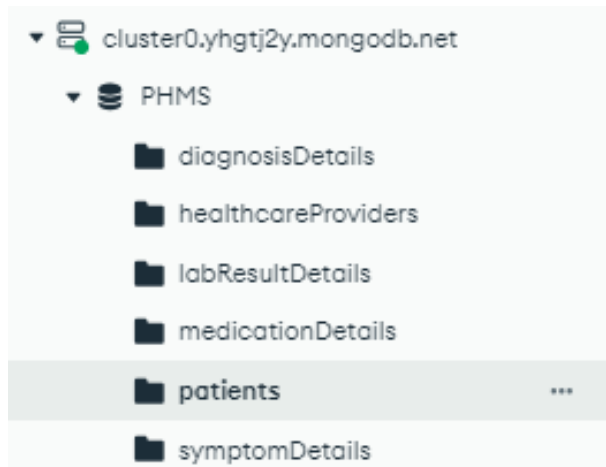 cluster0.yhgtj2y.mongodb.net
PHMS
diagnosisDetails
healthcareProviders
labResultDetails
medicationDetails
patients
symptomDetails